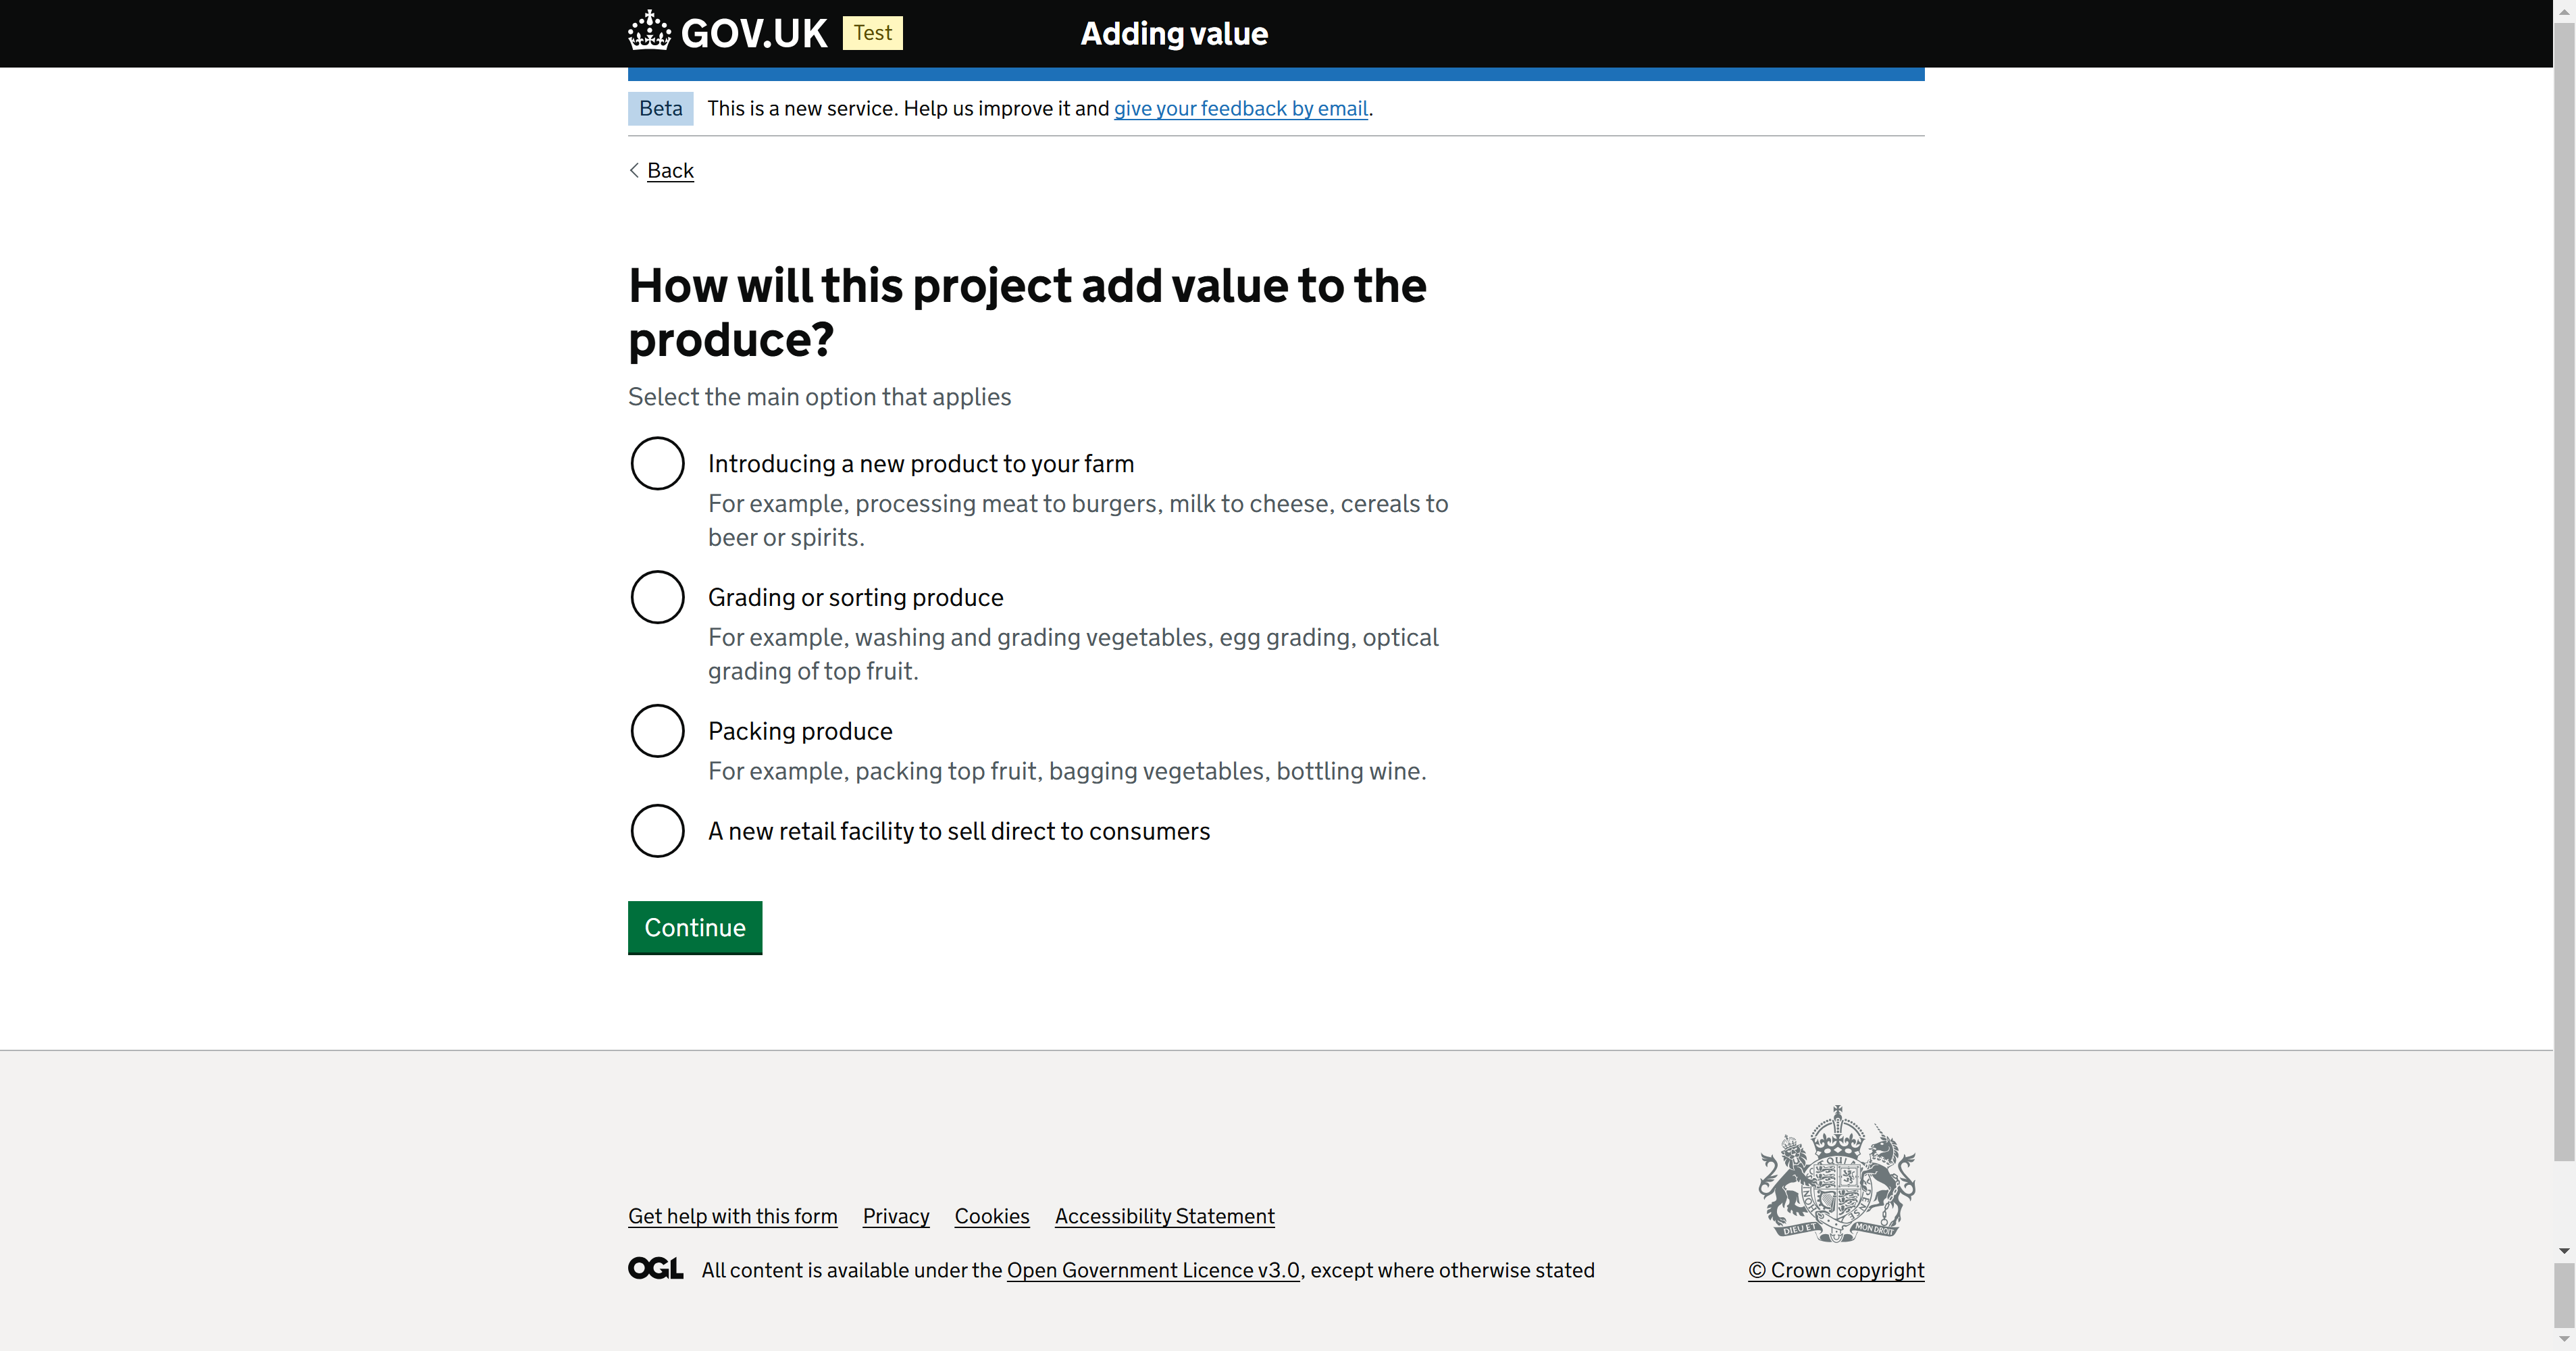 GOV.UK Test Adding value
Beta This is a new service. Help us improve it and give your feedback by email.
Back
How will this project add value to the
produce?
Select the main option that applies
Introducing a new product to your farm
For example, processing meat to burgers, milk to cheese, cereals to
beer or spirits.
Grading or sorting produce
For example, washing and grading vegetables, egg grading, optical
grading of top fruit.
Packing produce
For example, packing top fruit, bagging vegetables, bottling wine.
A new retail facility to sell direct to consumers
Continue
Get help with this form Privacy Cookies Accessibility Statement
DIEU ET MON DROIT
OGL All content is available under the Open Government Licence v3.0, except where otherwise stated
© Crown copyright